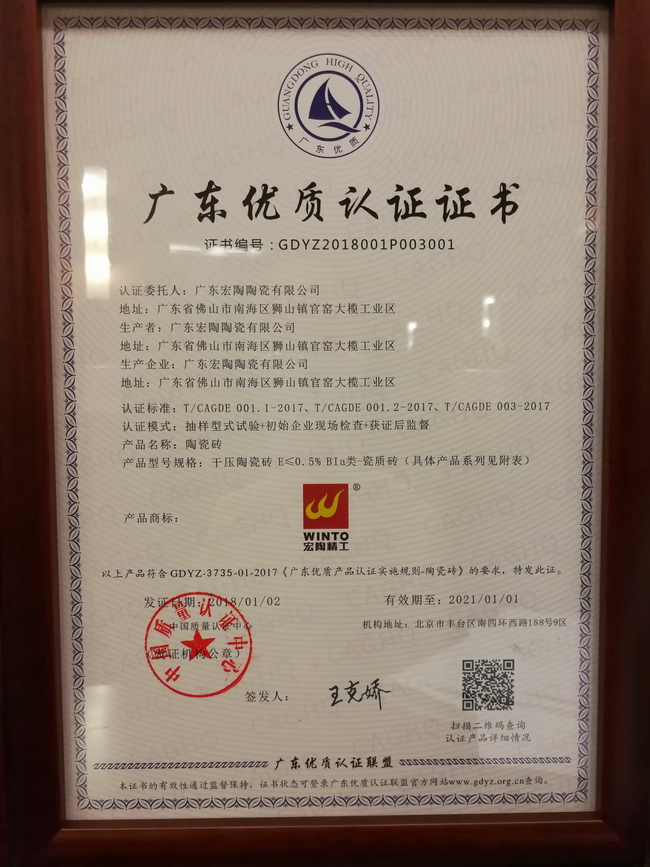 GUANGDONG HIGH QUALITY
广东优质
广东优质认证证书
证书编号：GDYZ2018001P003001
认证委托人：广东宏陶陶瓷有限公司
地址：广东省佛山市南海区狮山镇官窑大榄工业区
生产者：广东宏陶陶瓷有限公司
地址：广东省佛山市南海区狮山镇官窑大榄工业区
生产企业：广东宏陶陶瓷有限公司
地址：广东省佛山市南海区狮山镇官窑大榄工业区
认证标准：T/CAGDE 001.1-2017、T/CAGDE 001.2-2017、T/CAGDE 003-2017
认证模式：抽样型式试验+初始企业现场检查+获证后监督
产品名称：陶瓷砖
产品型号规格：干压陶瓷砖 E≤0.5% BIa类-瓷质砖（具体产品系列见附表）
产品商标：
®
WINTO
宏陶精工
以上产品符合GDYZ-3735-01-2017《广东优质产品认证实施规则-陶瓷砖》的要求，特发此证。
发证日期：2018/01/02
有效期至：2021/01/01
中国质量认证中心
机构地址：北京市丰台区南四环西路188号9区
（发证机构公章）
中国质量认证中心
签发人：
王克娇
扫描二维码查询
认证产品详细情况
广东优质认证联盟
本证书的有效性通过监督保持，证书状态可登录广东优质认证联盟官方网站www.gdyz.org.cn查询。